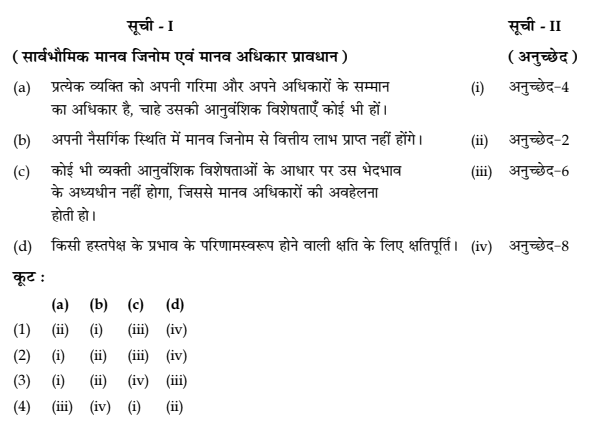 सूची - I सूची - II
( सार्वभौमिक मानव जिनोम एवं मानव अधिकार प्रावधान ) ( अनुच्छेद )
(a) प्रत्येक व्यक्ति को अपनी गरिमा और अपने अधिकारों के सम्मान (i) अनुच्छेद-4
का अधिकार है, चाहे उसकी आनुवंशिक विशेषताएँ कोई भी हों।
(b) अपनी नैसर्गिक स्थिति में मानव जिनोम से वित्तीय लाभ प्राप्त नहीं होंगे। (ii) अनुच्छेद-2
(c) कोई भी व्यक्ती आनुवंशिक विशेषताओं के आधार पर उस भेदभाव (iii) अनुच्छेद-6
के अध्यधीन नहीं होगा, जिससे मानव अधिकारों की अवहेलना
होती हो।
(d) किसी हस्तपेक्ष के प्रभाव के परिणामस्वरूप होने वाली क्षति के लिए क्षतिपूर्ति। (iv) अनुच्छेद-8
कूट :
(a) (b) (c) (d)
(1) (ii) (i) (iii) (iv)
(2) (i) (ii) (iii) (iv)
(3) (i) (ii) (iv) (iii)
(4) (iii) (iv) (i) (ii)